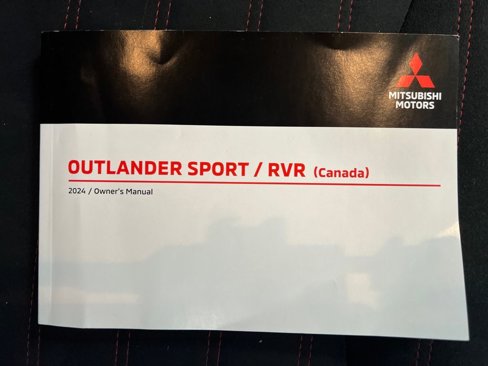 MITSUBISHI
MOTORS
OUTLANDER SPORT / RVR (Canada)
2024 / Owner's Manual